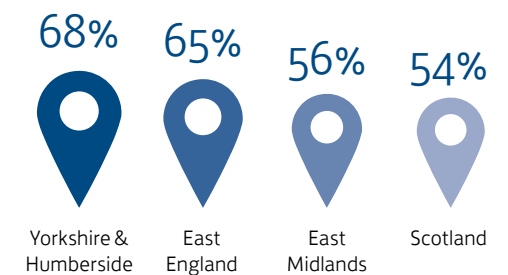 68%
65%
56%
54%
Yorkshire &
Humberside
East
England
East
Midlands
Scotland